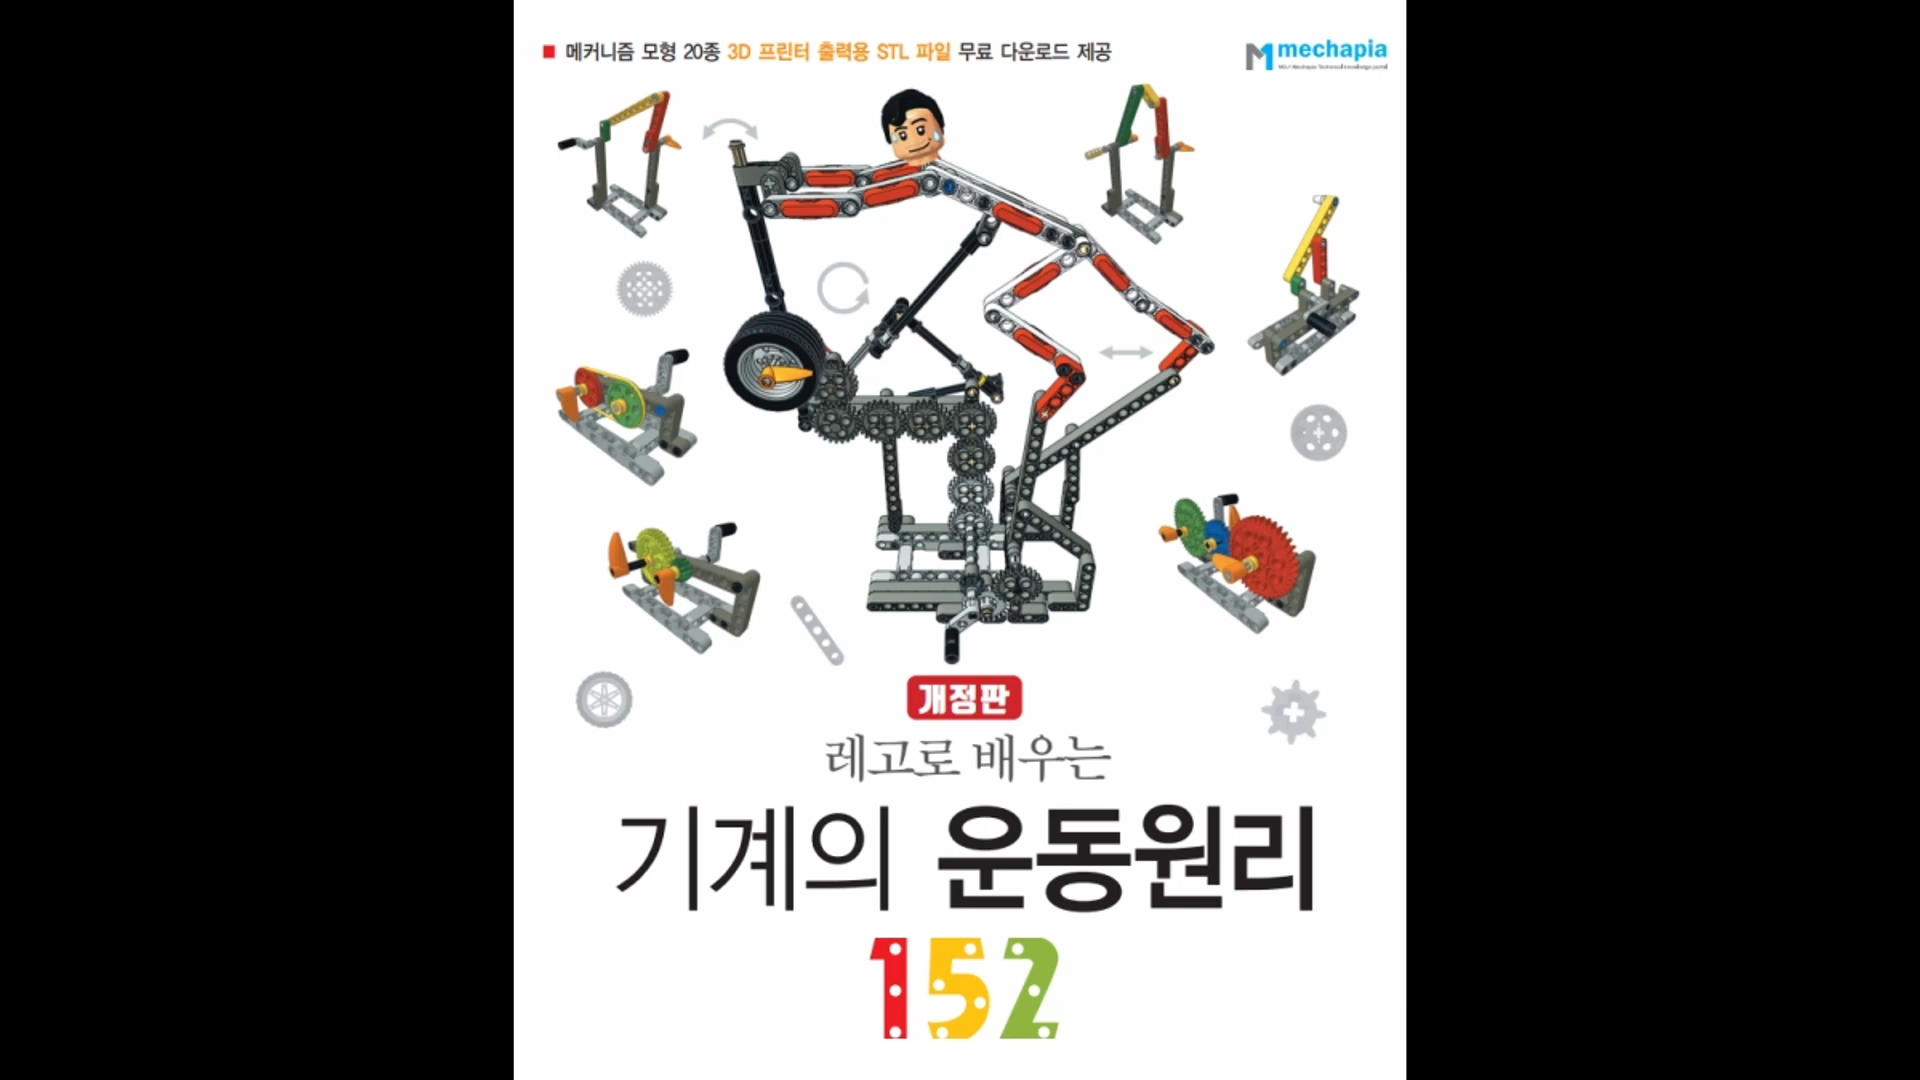 메커니즘 모형 20종 3D 프린터 출력용 STL 파일 무료 다운로드 제공
mechapia
개정판
레고로 배우는
기계의 운동원리
152